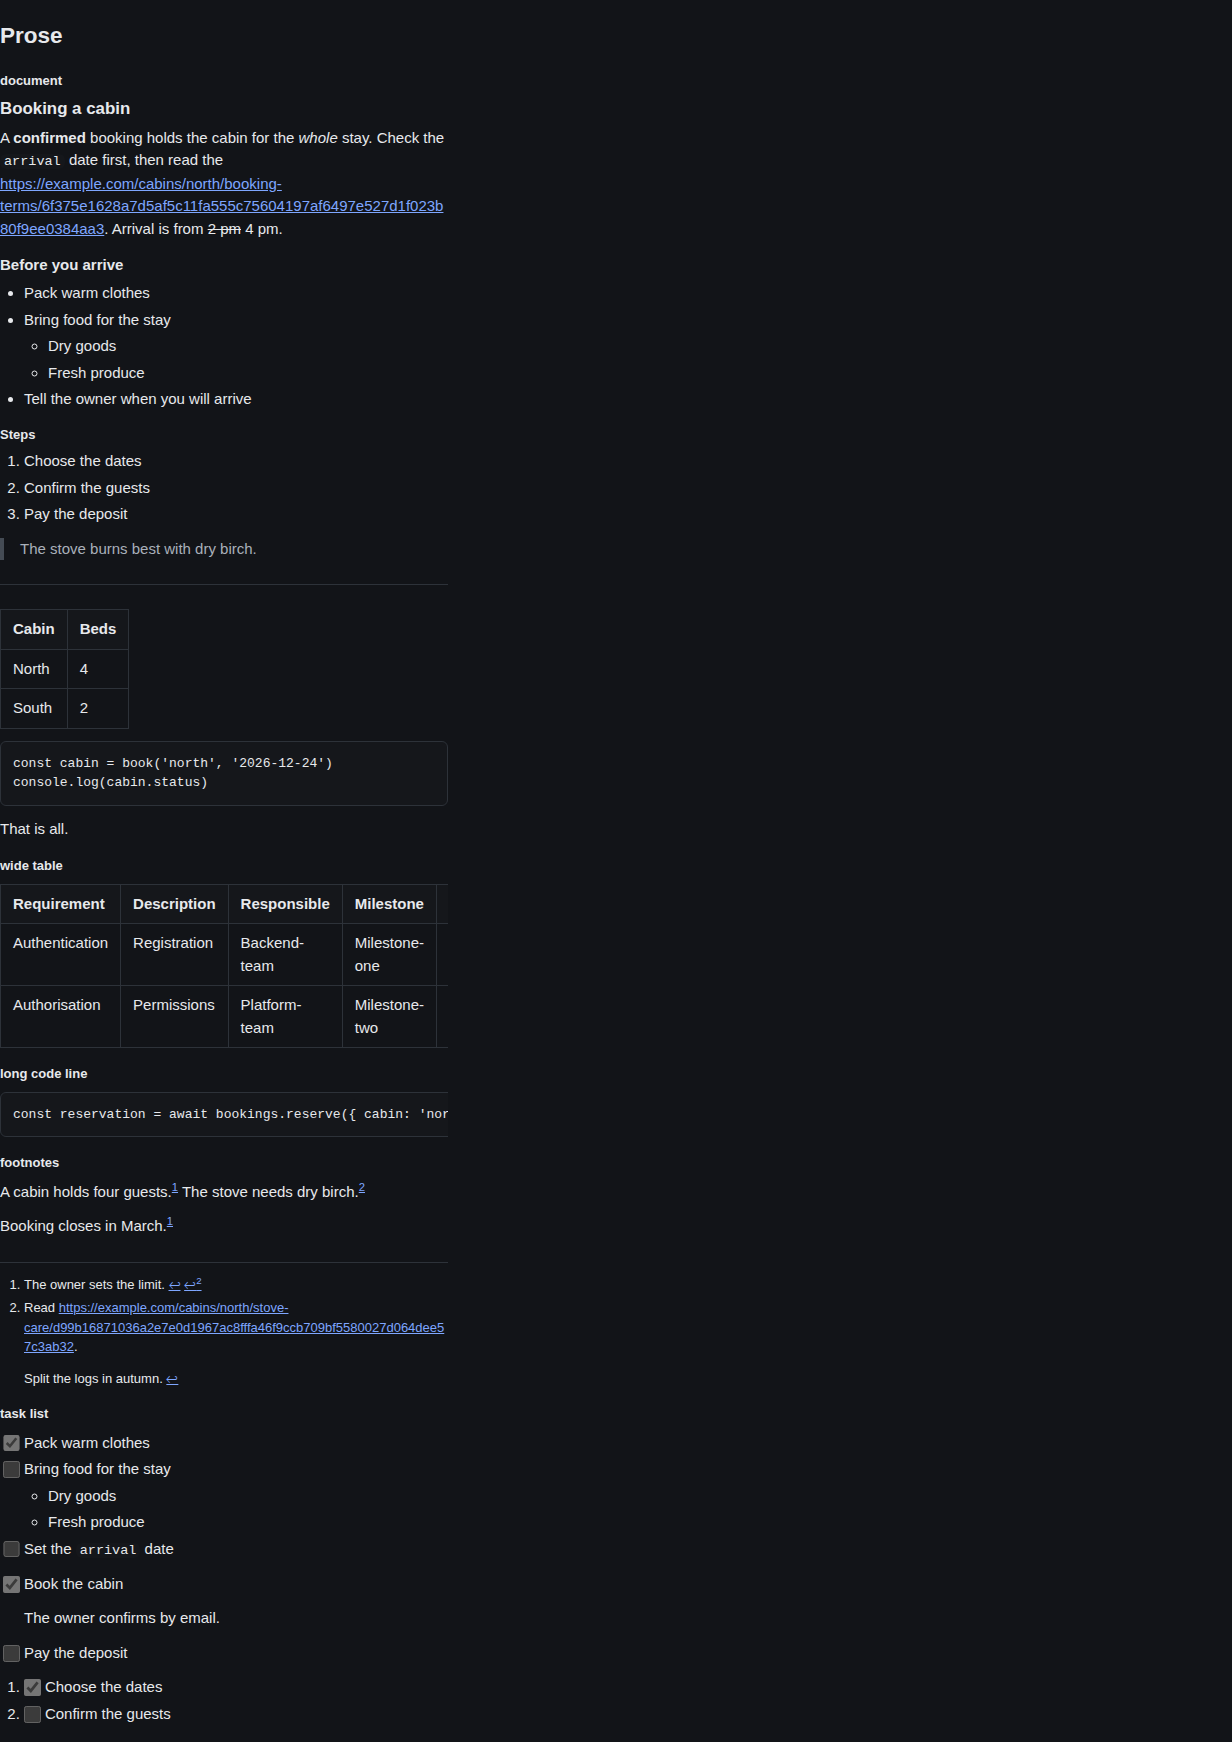 Prose
document
Booking a cabin
A confirmed booking holds the cabin for the whole stay. Check the
arrival date first, then read the
https://example.com/cabins/north/booking-
terms/6f375e1628a7d5af5c11fa555c75604197af6497e527d1f023b
80f9ee0384aa3. Arrival is from 2 pm 4 pm.
Before you arrive
• Pack warm clothes
• Bring food for the stay
◦ Dry goods
◦ Fresh produce
• Tell the owner when you will arrive
Steps
1. Choose the dates
2. Confirm the guests
3. Pay the deposit
The stove burns best with dry birch.
Cabin Beds
North 4
South 2
const cabin = book('north', '2026-12-24')
console.log(cabin.status)
That is all.
wide table
Requirement Description Responsible Milestone
Authentication Registration Backend- Milestone-
team one
Authorisation Permissions Platform- Milestone-
team two
long code line
const reservation = await bookings.reserve({ cabin: 'nor
footnotes
A cabin holds four guests.1 The stove needs dry birch.2
Booking closes in March.1
1. The owner sets the limit. ↩ ↩2
2. Read https://example.com/cabins/north/stove-
care/d99b16871036a2e7e0d1967ac8fffa46f9ccb709bf5580027d064dee5
7c3ab32.
Split the logs in autumn. ↩
task list
Pack warm clothes
Bring food for the stay
◦ Dry goods
◦ Fresh produce
Set the arrival date
Book the cabin
The owner confirms by email.
Pay the deposit
1. Choose the dates
2. Confirm the guests